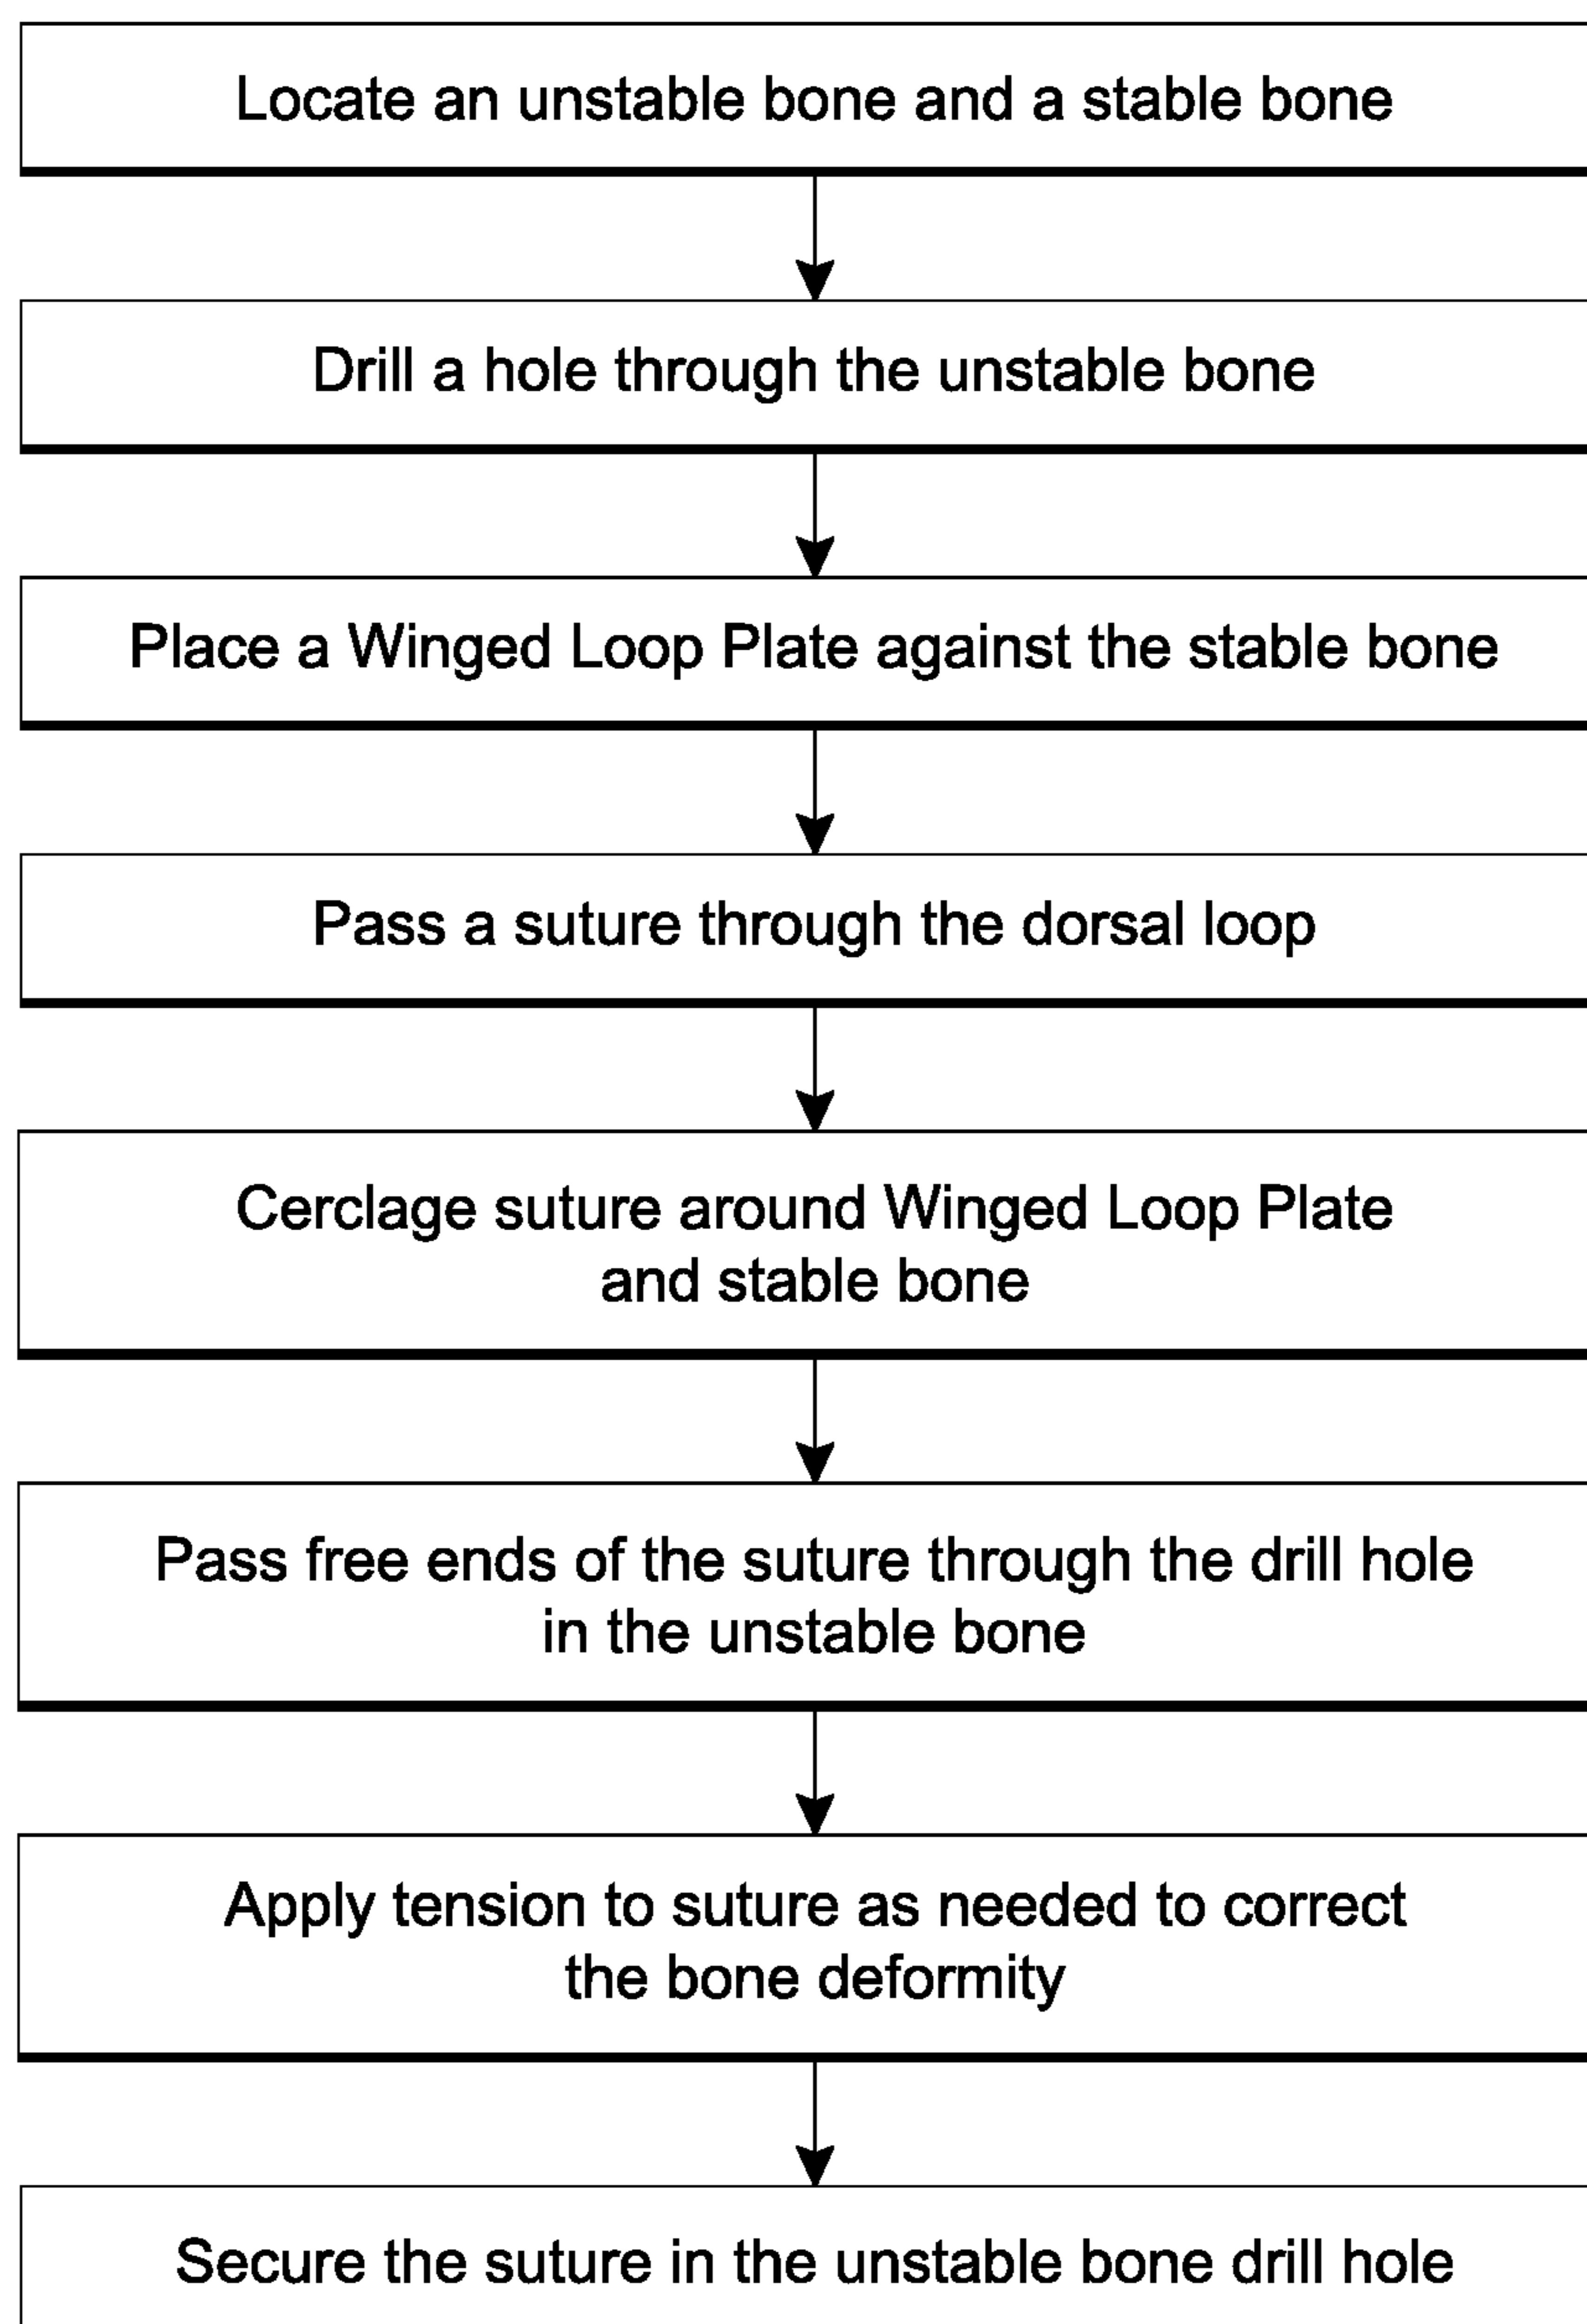 Locate an unstable bone and a stable bone
Drill a hole through the unstable bone
Place a Winged Loop Plate against the stable bone
Pass a suture through the dorsal loop
Cerclage suture around Winged Loop Plate
and stable bone
Pass free ends of the suture through the drill hole
in the unstable bone
Apply tension to suture as needed to correct
the bone deformity
Secure the suture in the unstable bone drill hole